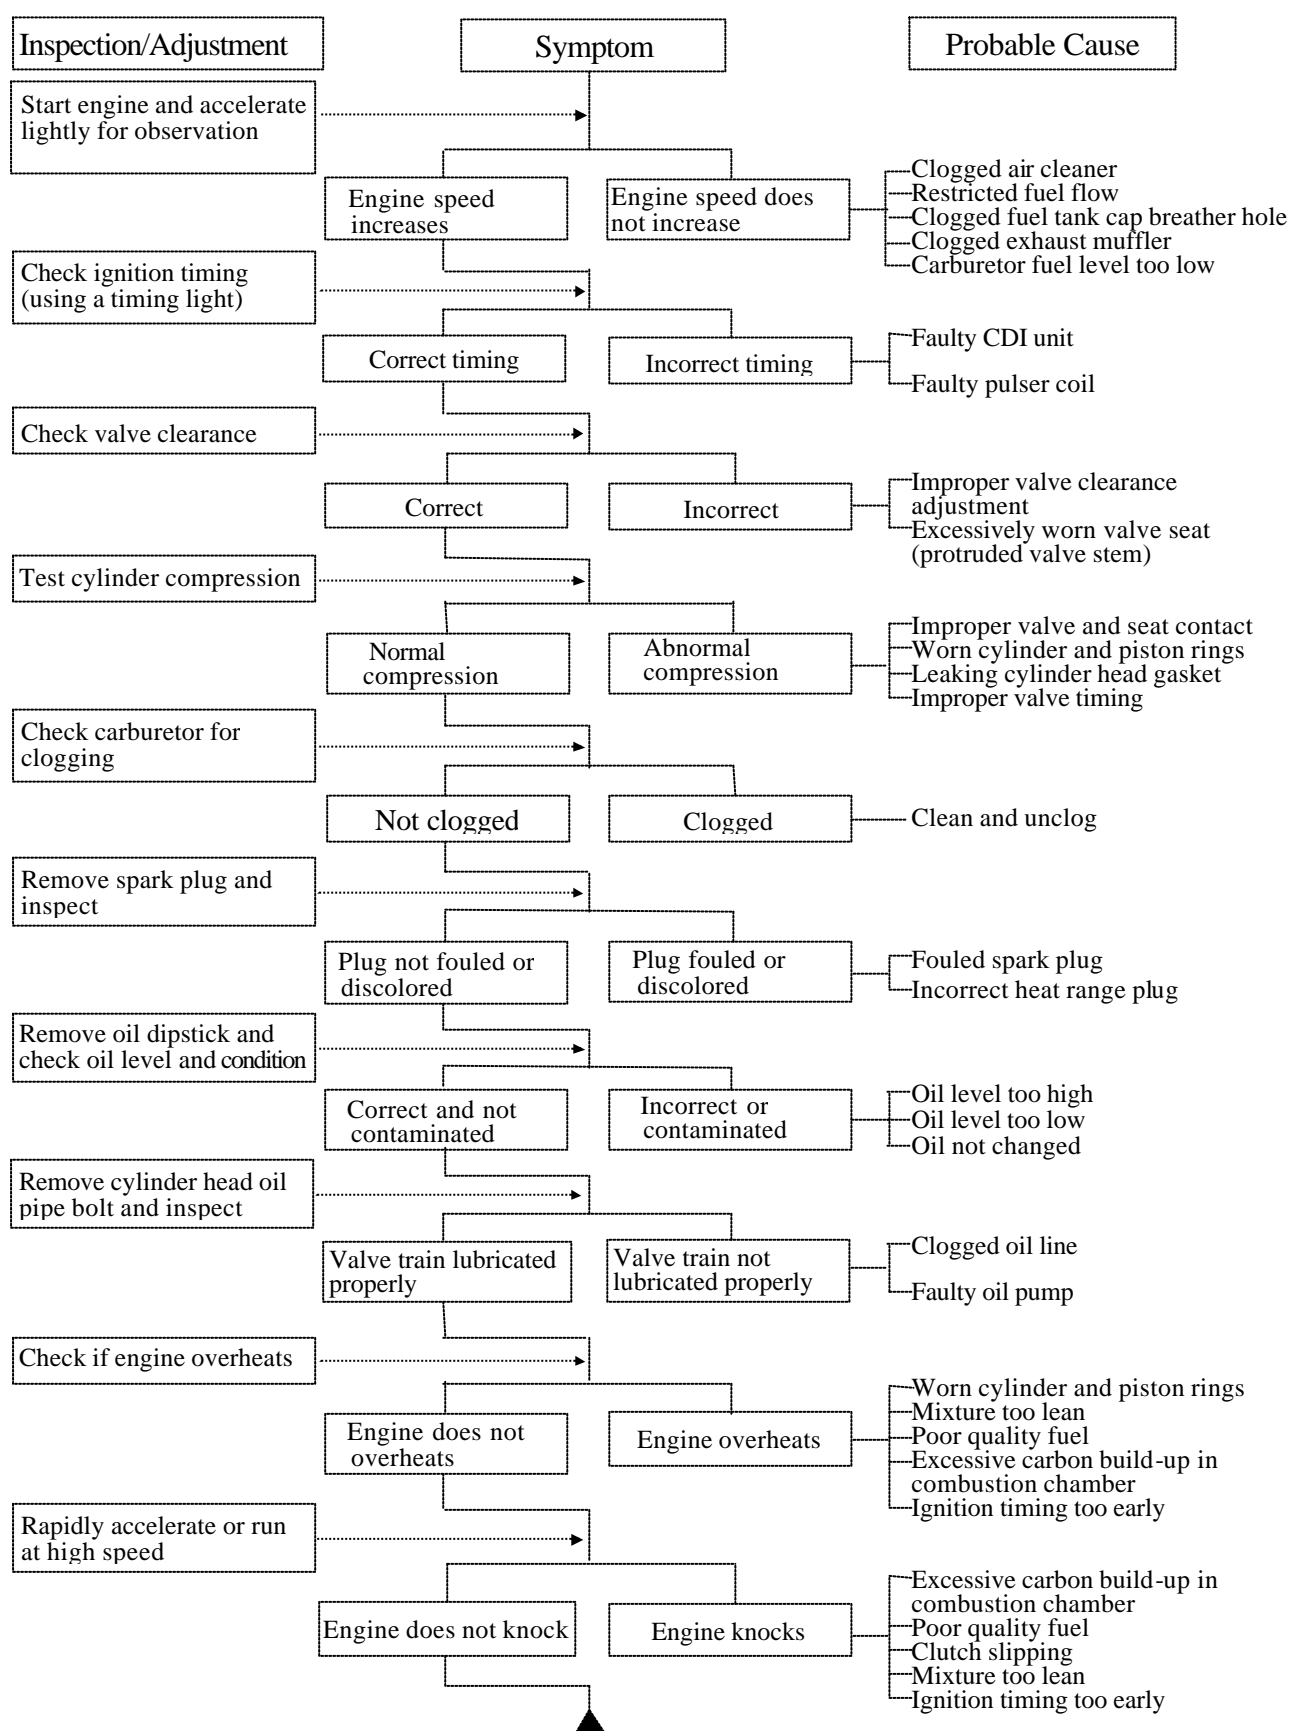 Inspection/Adjustment
Symptom
Probable Cause
Start engine and accelerate
lightly for observation
Engine speed
increases
Engine speed does
not increase
Clogged air cleaner
Restricted fuel flow
Clogged fuel tank cap breather hole
Clogged exhaust muffler
Carburetor fuel level too low
Check ignition timing
(using a timing light)
Correct timing
Incorrect timing
Faulty CDI unit
Faulty pulser coil
Check valve clearance
Correct
Incorrect
Improper valve clearance
adjustment
Excessively worn valve seat
(protruded valve stem)
Test cylinder compression
Normal
compression
Abnormal
compression
Improper valve and seat contact
Worn cylinder and piston rings
Leaking cylinder head gasket
Improper valve timing
Check carburetor for
clogging
Not clogged
Clogged
Clean and unclog
Remove spark plug and
inspect
Plug not fouled or
discolored
Plug fouled or
discolored
Fouled spark plug
Incorrect heat range plug
Remove oil dipstick and
check oil level and condition
Correct and not
contaminated
Incorrect or
contaminated
Oil level too high
Oil level too low
Oil not changed
Remove cylinder head oil
pipe bolt and inspect
Valve train lubricated
properly
Valve train not
lubricated properly
Clogged oil line
Faulty oil pump
Check if engine overheats
Engine does not
overheats
Engine overheats
Worn cylinder and piston rings
Mixture too lean
Poor quality fuel
Excessive carbon build-up in
combustion chamber
Ignition timing too early
Rapidly accelerate or run
at high speed
Engine does not knock
Engine knocks
Excessive carbon build-up in
combustion chamber
Poor quality fuel
Clutch slipping
Mixture too lean
Ignition timing too early